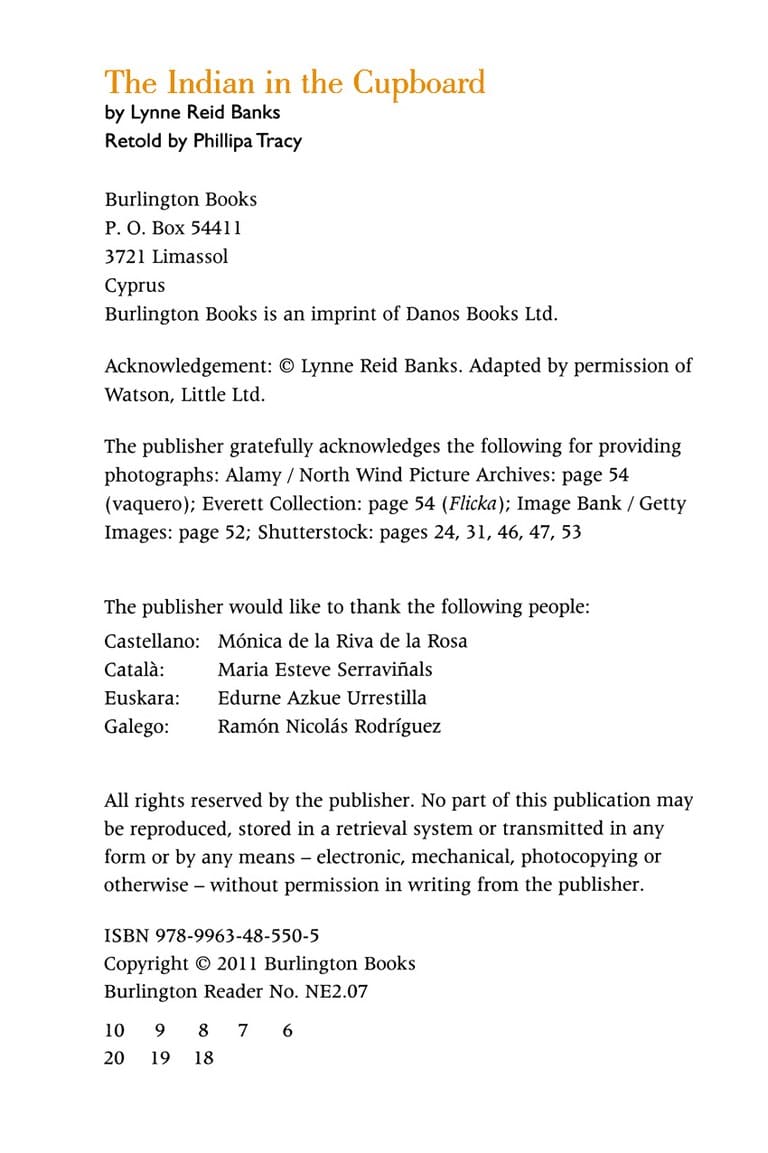 The Indian in the Cupboard
by Lynne Reid Banks
Retold by Phillipa Tracy
Burlington Books
P. O. Box 54411
3721 Limassol
Cyprus
Burlington Books is an imprint of Danos Books Ltd.
Acknowledgement: © Lynne Reid Banks. Adapted by permission of
Watson, Little Ltd.
The publisher gratefully acknowledges the following for providing
photographs: Alamy / North Wind Picture Archives: page 54
(vaquero); Everett Collection: page 54 (Flicka); Image Bank / Getty
Images: page 52; Shutterstock: pages 24, 31, 46, 47, 53
The publisher would like to thank the following people:
Castellano: Mónica de la Riva de la Rosa
Català: Maria Esteve Serraviñals
Euskara: Edurne Azkue Urrestilla
Galego: Ramón Nicolás Rodríguez
All rights reserved by the publisher. No part of this publication may
be reproduced, stored in a retrieval system or transmitted in any
form or by any means – electronic, mechanical, photocopying or
otherwise – without permission in writing from the publisher.
ISBN 978-9963-48-550-5
Copyright © 2011 Burlington Books
Burlington Reader No. NE2.07
10 9 8 7 6
20 19 18